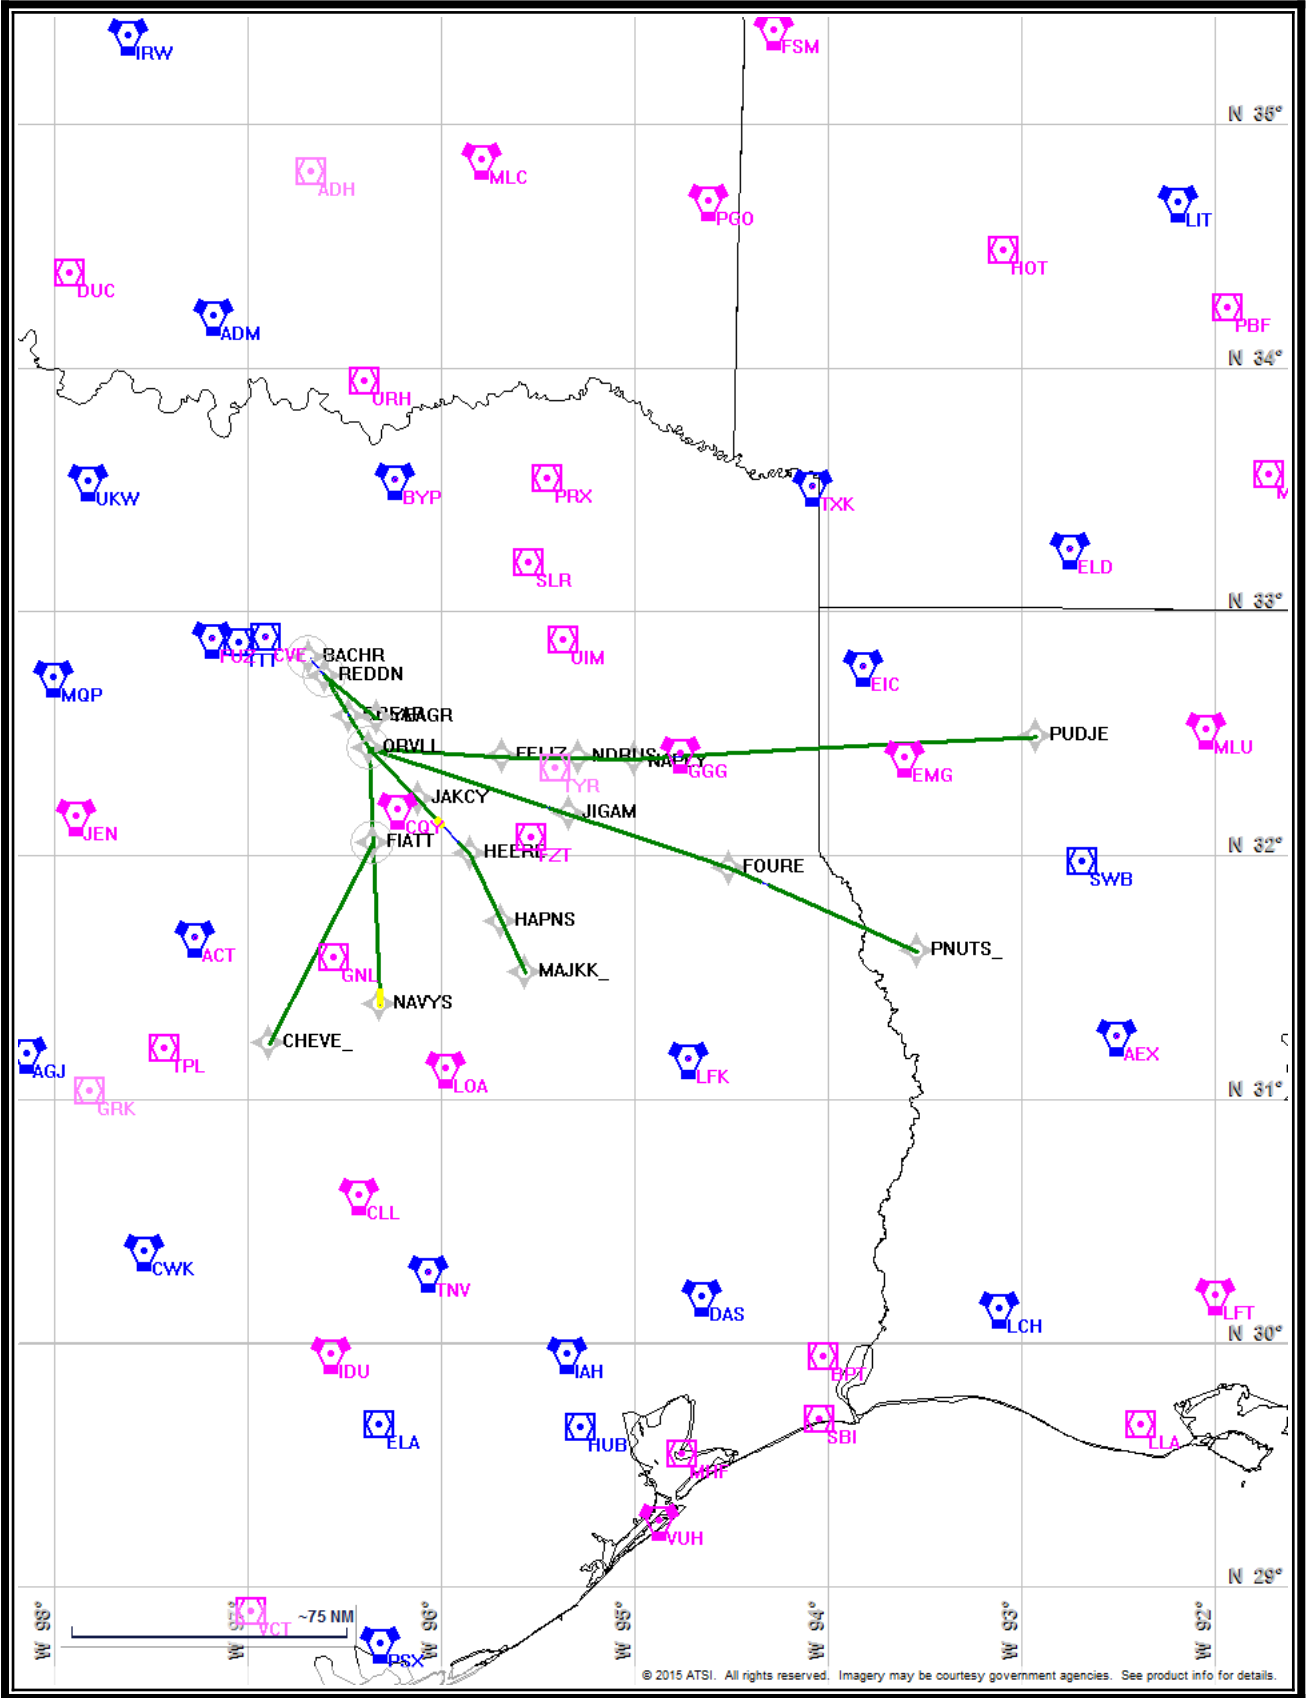 IRW
FSM
N 35°
MLC
ADH
PGO
LIT
HOT
DUC
PBF
ADM
N 34°
URH
UKW
BYP
PRX
TXK
ELD
SLR
N 33°
CVE
BACHR
UIM
REDDN
EIC
MQP
YEAGR
ORVLL
PUDJE
MLU
NDRUS
GGG
EMG
TYR
JAKCY
JIGAM
CQY
JEN
FIATT
FZT
N 32°
FOURE
SWB
HAPNS
ACT
PNUTS_
GNL
MAJKK_
NAVYS
CHEVE_
AEX
TPL
AGJ
LFK
LOA
N 31°
GRK
CLL
CWK
TNV
DAS
LCH
LFT
N 30°
IDU
IAH
BPT
ELA
HUB
SBI
LLA
MHF
VUH
N 29°
W 98°
W 97°
W 96°
W 95°
W 94°
W 93°
W 92°
~75 NM
VCT
PSX
© 2015 ATSI. All rights reserved. Imagery may be courtesy government agencies. See product info for details.